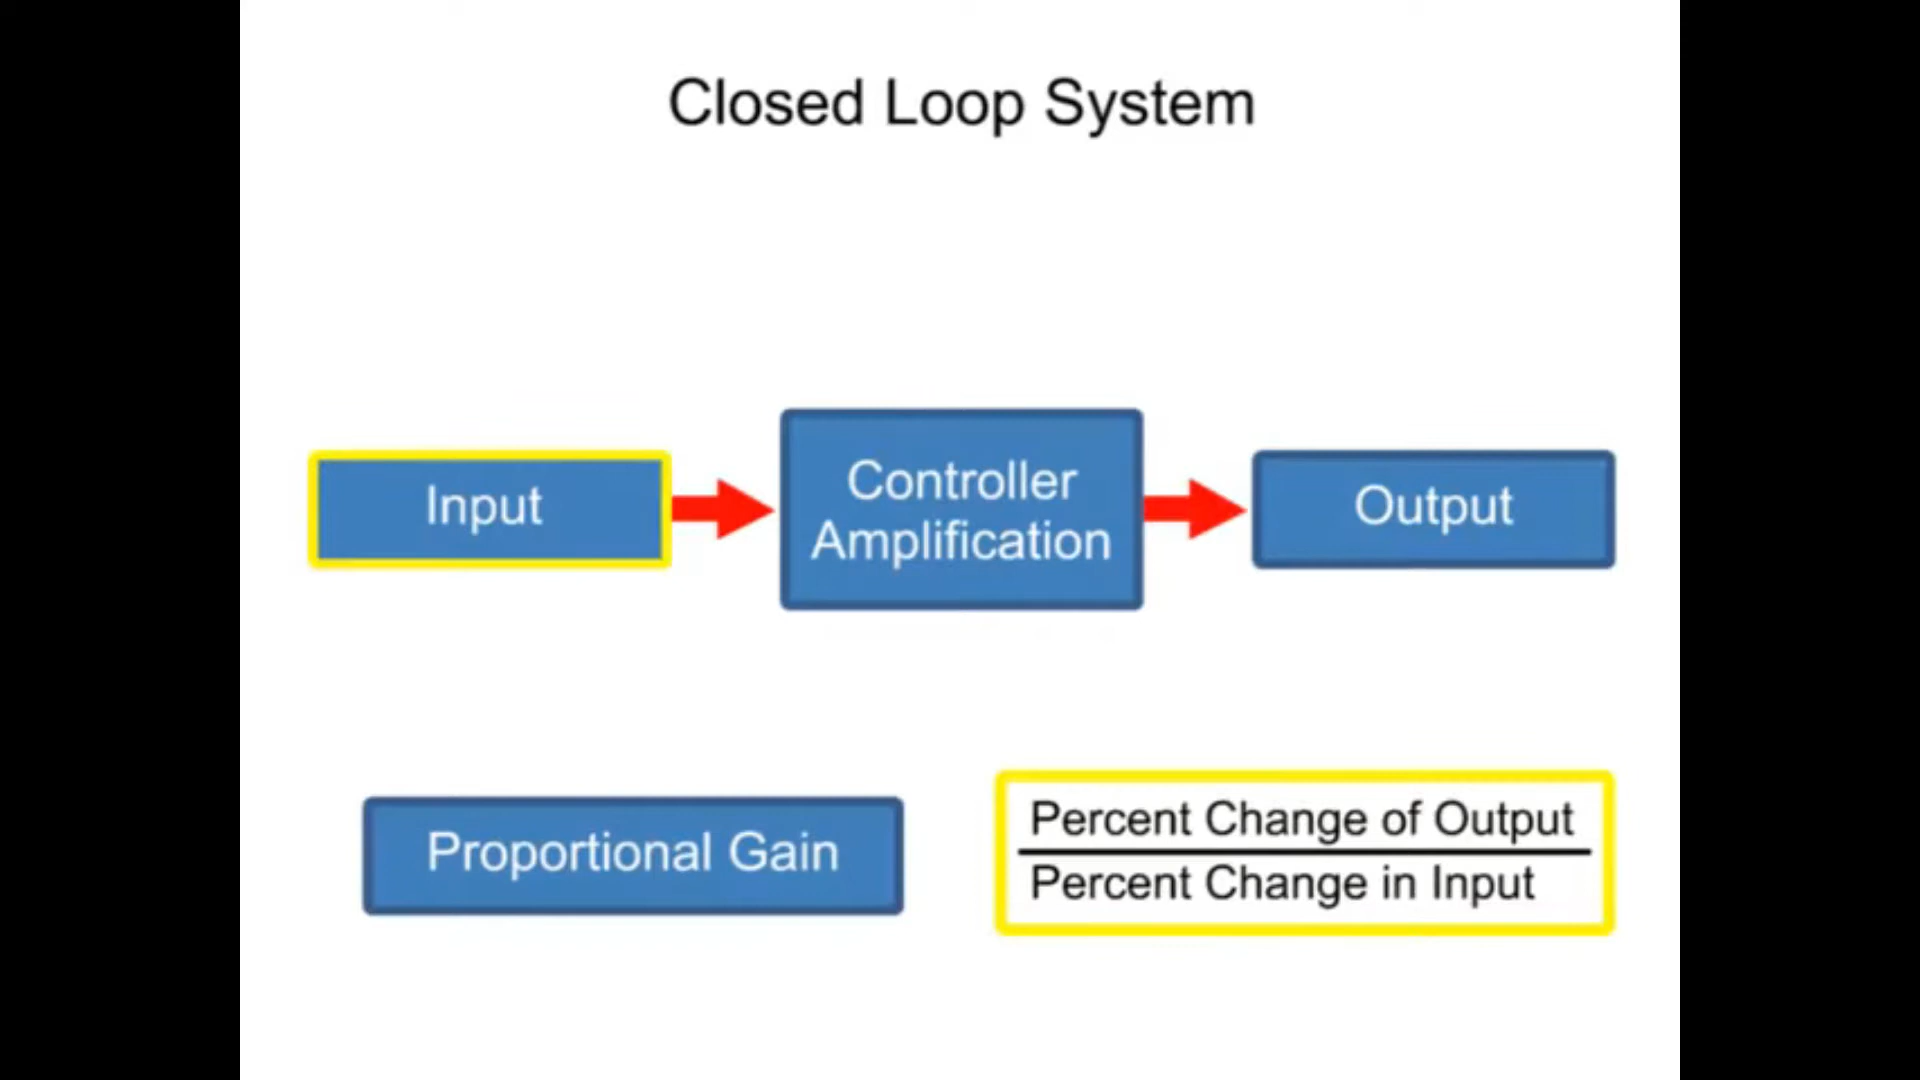 Closed Loop System
Input
Controller
Amplification
Output
Proportional Gain
Percent Change of Output
Percent Change in Input